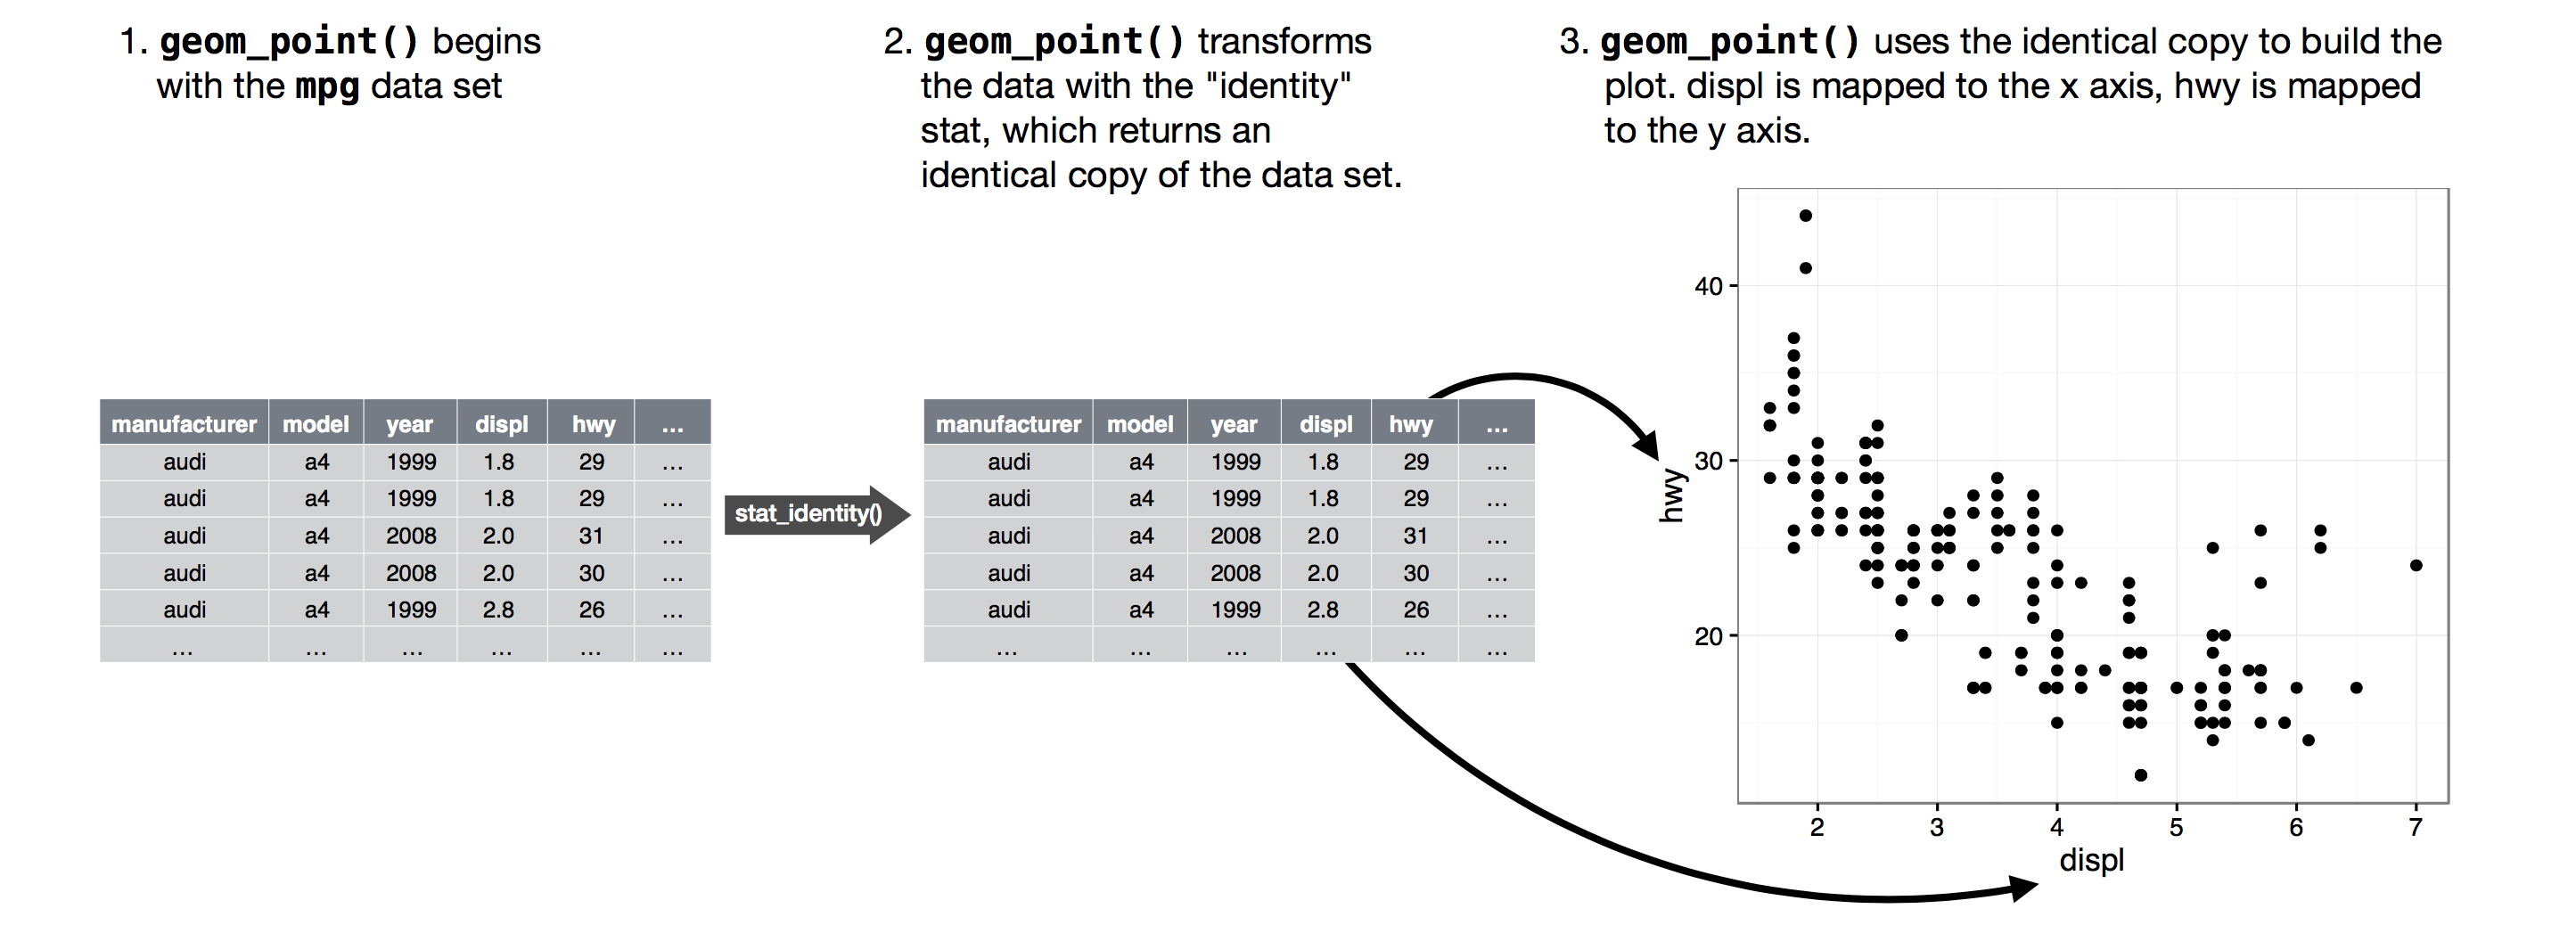 1. geom_point() begins
with the mpg data set
2. geom_point() transforms
the data with the "identity"
stat, which returns an
identical copy of the data set.
3. geom_point() uses the identical copy to build the
plot. displ is mapped to the x axis, hwy is mapped
to the y axis.
manufacturer model year displ hwy ...
audi a4 1999 1.8 29 ...
audi a4 1999 1.8 29 ...
audi a4 2008 2.0 31 ...
audi a4 2008 2.0 30 ...
audi a4 1999 2.8 26 ...
... ... ... ... ... ...
stat_identity()
manufacturer model year displ hwy ...
audi a4 1999 1.8 29 ...
audi a4 1999 1.8 29 ...
audi a4 2008 2.0 31 ...
audi a4 2008 2.0 30 ...
audi a4 1999 2.8 26 ...
... ... ... ... ... ...
hwy
40
30
20
2 3 4 5 6 7
displ